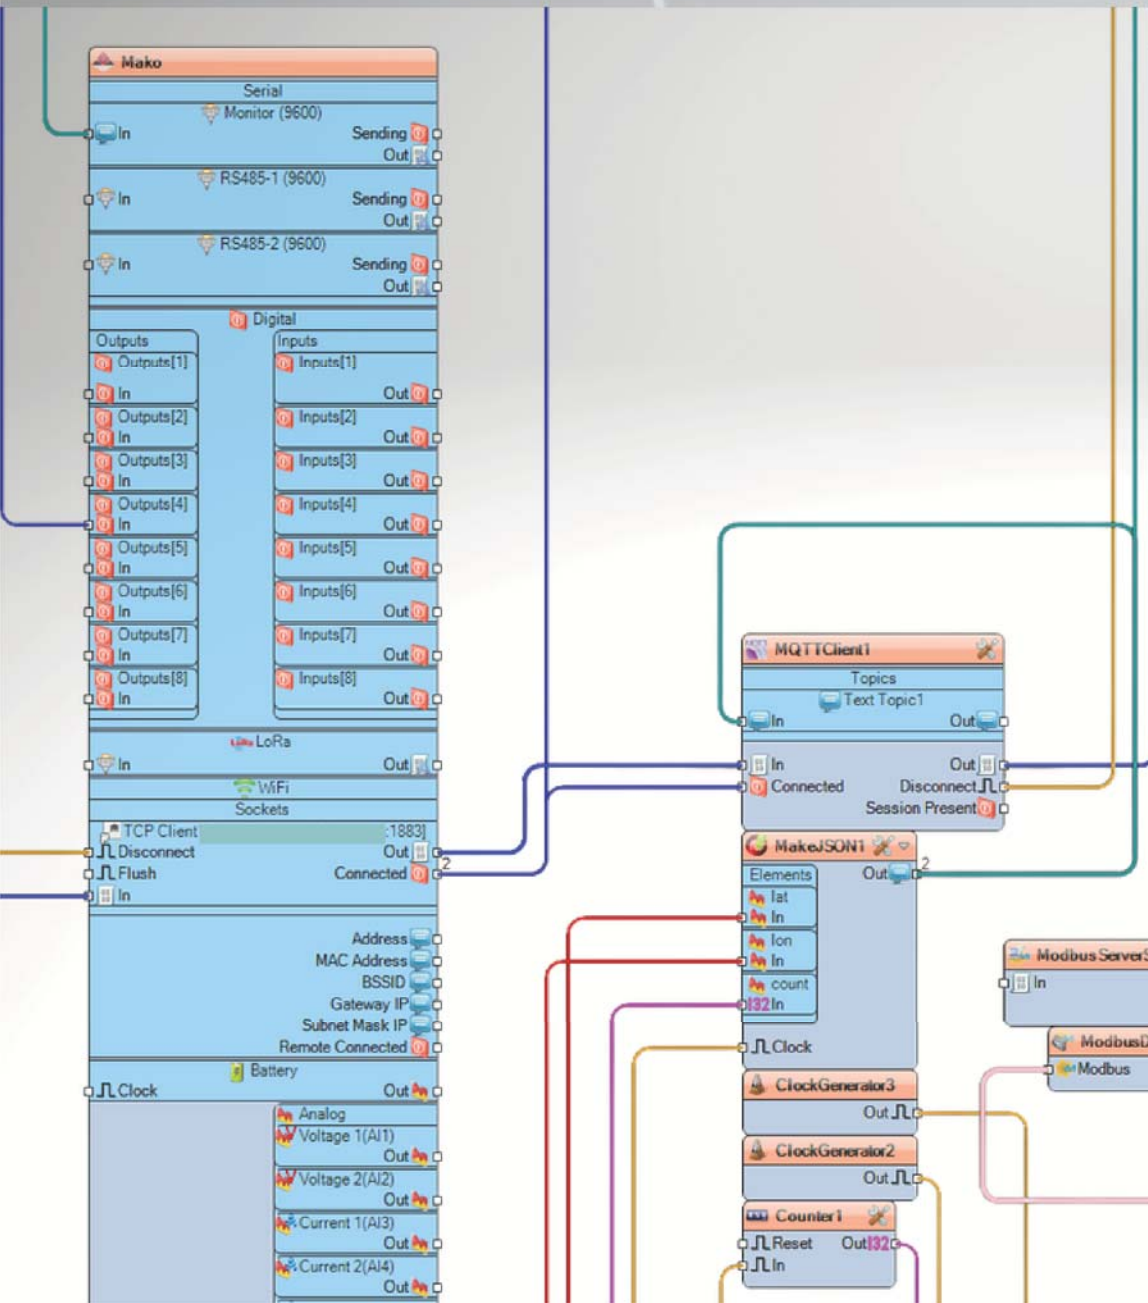 Mako
Serial
Monitor (9600)
In Sending
Out
RS485-1 (9600)
In Sending
Out
RS485-2 (9600)
In Sending
Out
Digital
Outputs Inputs
Outputs[1] Inputs[1]
In Out
Outputs[2] Inputs[2]
In Out
Outputs[3] Inputs[3]
In Out
Outputs[4] Inputs[4]
In Out
Outputs[5] Inputs[5]
In Out
Outputs[6] Inputs[6]
In Out
Outputs[7] Inputs[7]
In Out
Outputs[8] Inputs[8]
In Out
LoRa LoRa
In Out
WiFi
Sockets
TCP Client :1883]
Disconnect Out
2
Flush Connected
In
Address
MAC Address
BSSID
Gateway IP
Subnet Mask IP
Remote Connected
Battery
Clock Out
Analog
Voltage 1(AI1)
Out
Voltage 2(AI2)
Out
Current 1(AI3)
Out
Current 2(AI4)
Out
MQTTClient1
Topics
Text Topic1
In Out
In Out
Connected Disconnect
Session Present
MakeJSON1
Elements Out 2
lat
In
lon
In
count
I32 In
Clock
ClockGenerator3
Out
ClockGenerator2
Out
Counter1
Reset Out I32
In
ModbusServerS
In
ModbusD
Modbus